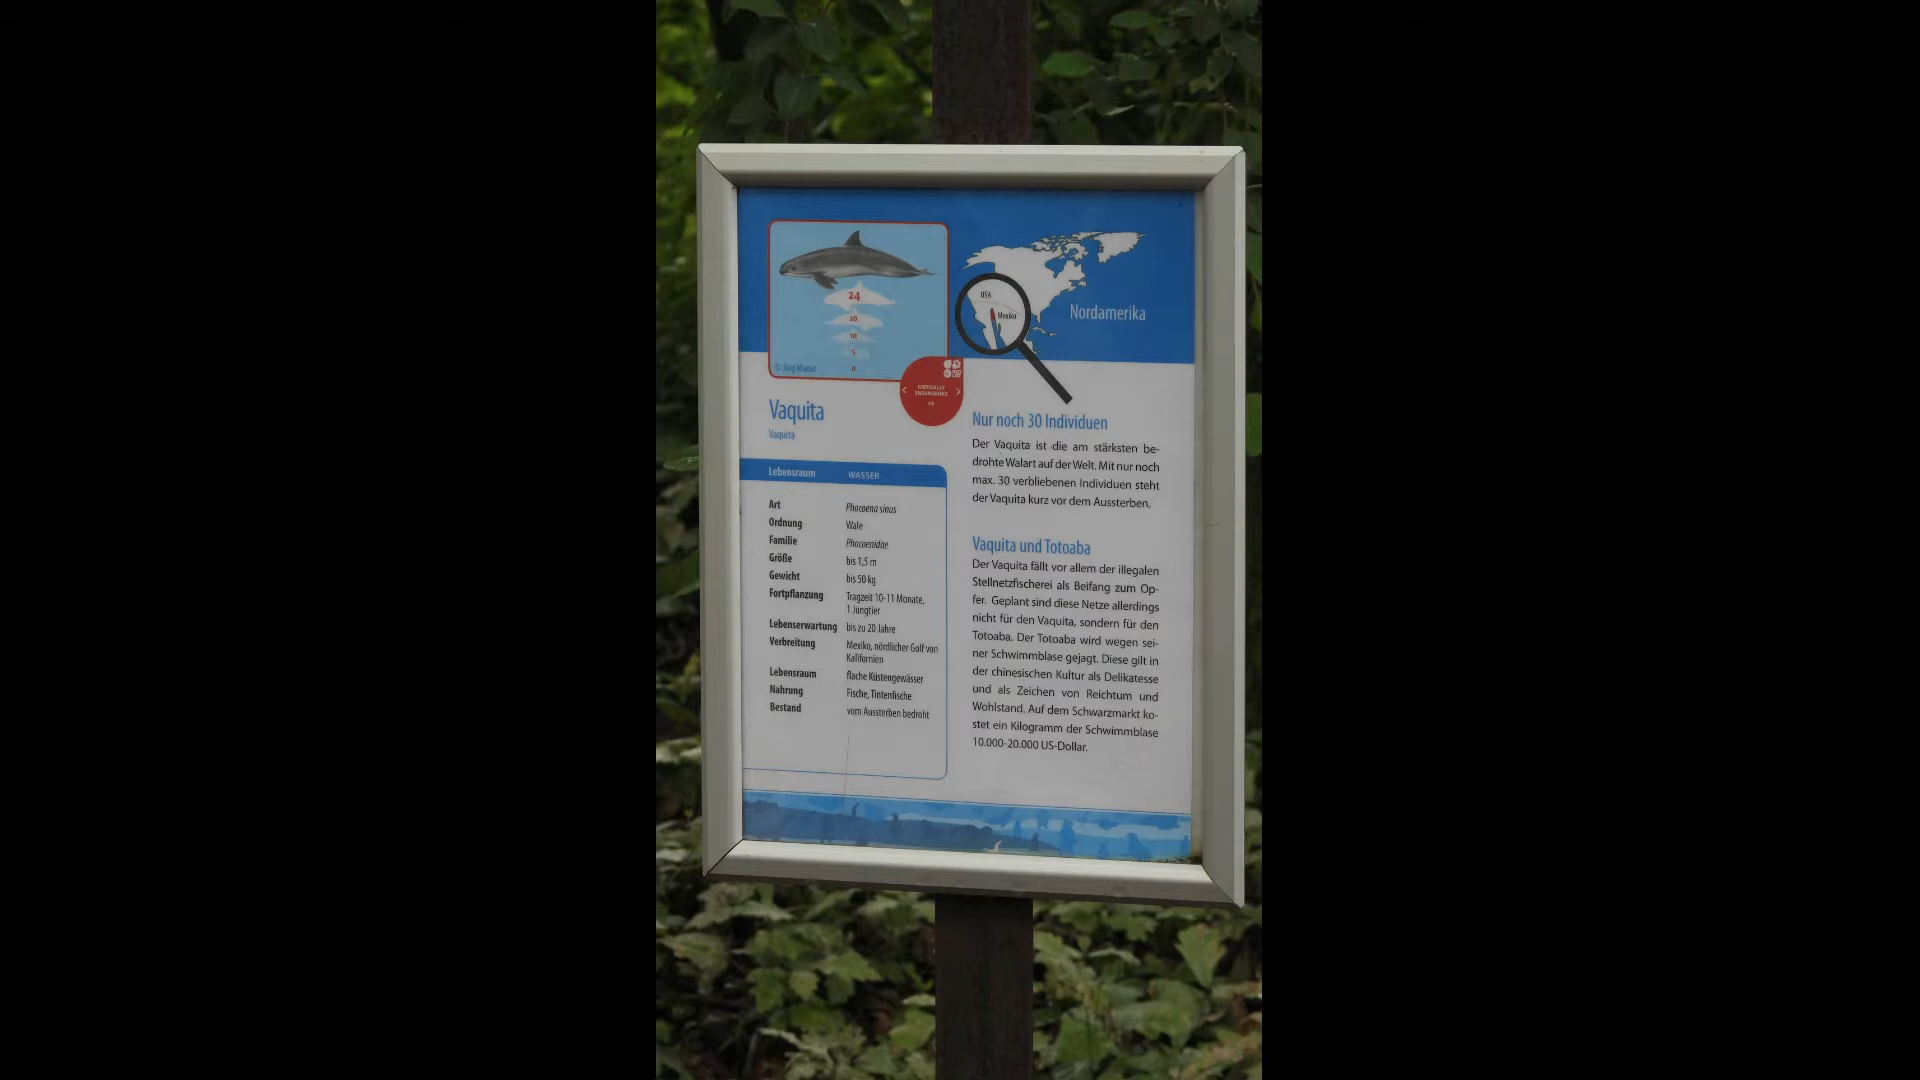 24
20
10
5
0
© Jürg Mazur
USA
Mexiko
Nordamerika
CRITICALLY
ENDANGERED
CR
Vaquita
Vaquita
Lebensraum WASSER
Art Phocoena sinus
Ordnung Wale
Familie Phocoenidae
Größe bis 1,5 m
Gewicht bis 50 kg
Fortpflanzung Tragzeit 10-11 Monate,
1 Jungtier
Lebenserwartung bis zu 20 Jahre
Verbreitung Mexiko, nördlicher Golf von
Kalifornien
Lebensraum flache Küstengewässer
Nahrung Fische, Tintenfische
Bestand vom Aussterben bedroht
Nur noch 30 Individuen
Der Vaquita ist die am stärksten be-
drohte Walart auf der Welt. Mit nur noch
max. 30 verbliebenen Individuen steht
der Vaquita kurz vor dem Aussterben.
Vaquita und Totoaba
Der Vaquita fällt vor allem der illegalen
Stellnetzfischerei als Beifang zum Op-
fer. Geplant sind diese Netze allerdings
nicht für den Vaquita, sondern für den
Totoaba. Der Totoaba wird wegen sei-
ner Schwimmblase gejagt. Diese gilt in
der chinesischen Kultur als Delikatesse
und als Zeichen von Reichtum und
Wohlstand. Auf dem Schwarzmarkt ko-
stet ein Kilogramm der Schwimmblase
10.000-20.000 US-Dollar.